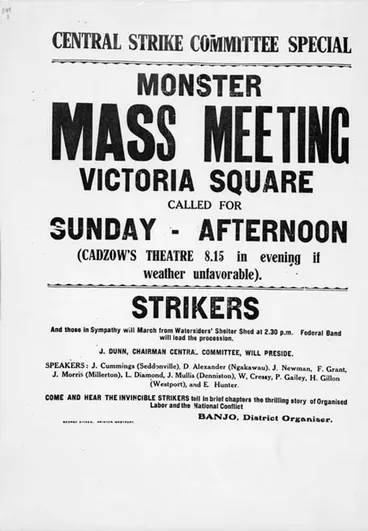 CENTRAL STRIKE COMMITTEE SPECIAL
MONSTER
MASS MEETING
VICTORIA SQUARE
CALLED FOR
SUNDAY - AFTERNOON
(CADZOW'S THEATRE 8.15 in evening if
weather unfavorable).
STRIKERS
And those in Sympathy will March from Watersiders' Shelter Shed at 2.30 p.m. Federal Band
will lead the procession.
J. DUNN, CHAIRMAN CENTRAL COMMITTEE, WILL PRESIDE.
SPEAKERS: J. Cummings (Seddonville), D. Alexander (Ngakawau), J. Newman, F. Grant,
J. Morris (Millerton), L. Diamond, J. Mullis (Denniston), W. Cressy, P. Gailey, H. Gillon
(Westport), and E. Hunter.
COME AND HEAR THE INVINCIBLE STRIKERS tell in brief chapters the thrilling story of Organised
Labor and the National Conflict
BANJO, District Organiser.
GEORGE AITKEN, PRINTER WESTPORT.